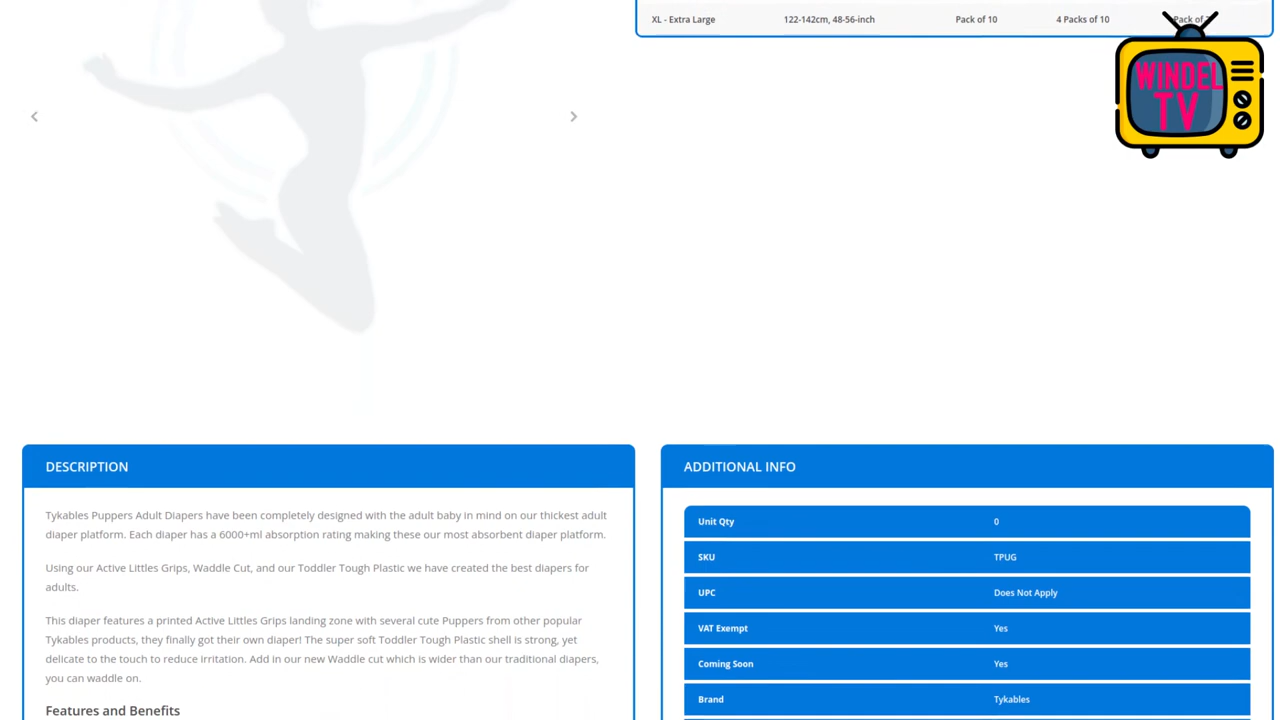 XL - Extra Large 122-142cm, 48-56-inch Pack of 10 4 Packs of 10 Pack of
WINDEL
TV
DESCRIPTION
Tykables Puppers Adult Diapers have been completely designed with the adult baby in mind on our thickest adult
diaper platform. Each diaper has a 6000+ml absorption rating making these our most absorbent diaper platform.
Using our Active Littles Grips, Waddle Cut, and our Toddler Tough Plastic we have created the best diapers for
adults.
This diaper features a printed Active Littles Grips landing zone with several cute Puppers from other popular
Tykables products, they finally got their own diaper! The super soft Toddler Tough Plastic shell is strong, yet
delicate to the touch to reduce irritation. Add in our new Waddle cut which is wider than our traditional diapers,
you can waddle on.
Features and Benefits
ADDITIONAL INFO
Unit Qty 0
SKU TPUG
UPC Does Not Apply
VAT Exempt Yes
Coming Soon Yes
Brand Tykables